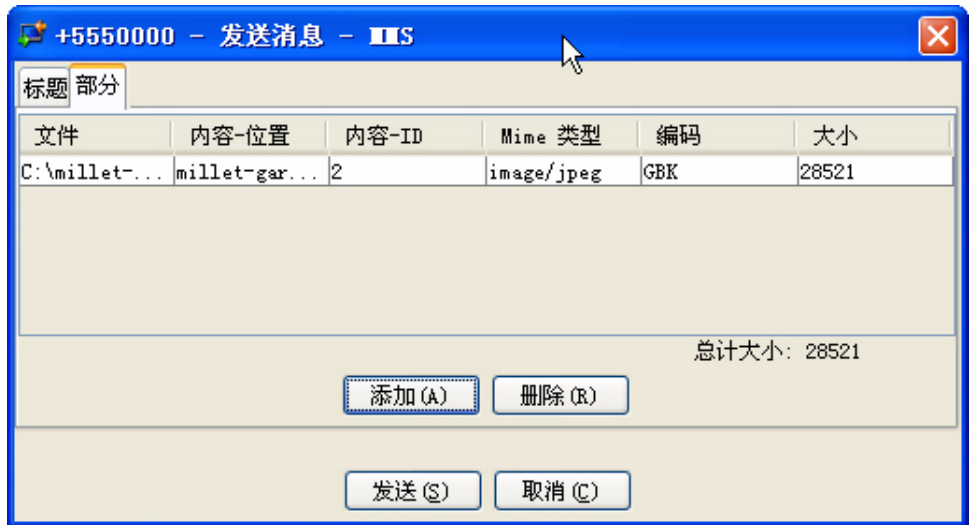 +5550000 - 发送消息 - MMS
标题 部分
文件 内容-位置 内容-ID Mime 类型 编码 大小
C:\millet-... millet-gar... 2 image/jpeg GBK 28521
总计大小: 28521
添加(A) 删除(R)
发送(S) 取消(C)